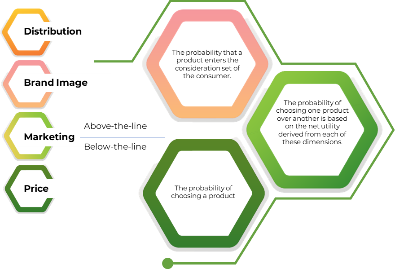 Distribution
Brand Image
Marketing
Above-the-line
Below-the-line
Price
The probability that a
product enters the
consideration set of
the consumer.
The probability of
choosing one product
over another is based
on the net utility
derived from each of
these dimensions
The probability of
choosing a product